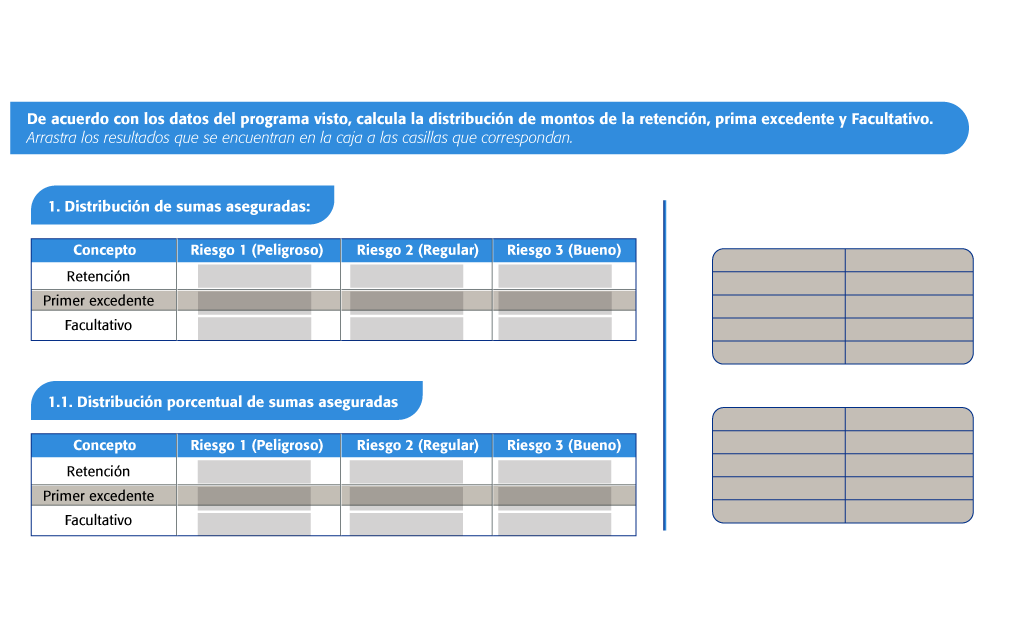 De acuerdo con los datos del programa visto, calcula la distribución de montos de la retención, prima excedente y Facultativo.
Arrastra los resultados que se encuentran en la caja a las casillas que correspondan.
1. Distribución de sumas aseguradas:
Concepto Riesgo 1 (Peligroso) Riesgo 2 (Regular) Riesgo 3 (Bueno)
Retención
Primer excedente
Facultativo
1.1. Distribución porcentual de sumas aseguradas
Concepto Riesgo 1 (Peligroso) Riesgo 2 (Regular) Riesgo 3 (Bueno)
Retención
Primer excedente
Facultativo